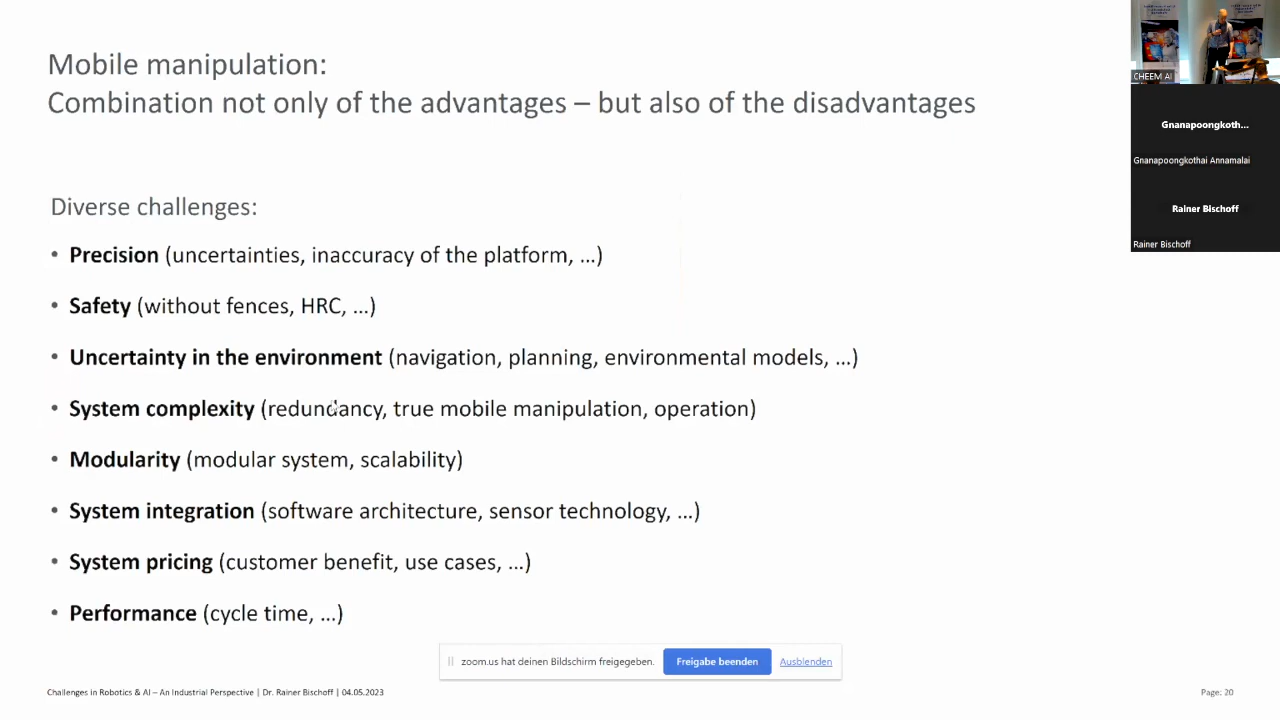 Mobile manipulation:
Combination not only of the advantages – but also of the disadvantages
Diverse challenges:
• Precision (uncertainties, inaccuracy of the platform, ...)
• Safety (without fences, HRC, ...)
• Uncertainty in the environment (navigation, planning, environmental models, ...)
• System complexity (redundancy, true mobile manipulation, operation)
• Modularity (modular system, scalability)
• System integration (software architecture, sensor technology, ...)
• System pricing (customer benefit, use cases, ...)
• Performance (cycle time, ...)
zoom.us hat deinen Bildschirm freigegeben. Freigabe beenden Ausblenden
Challenges in Robotics & AI – An Industrial Perspective | Dr. Rainer Bischoff | 04.05.2023
Page: 20
CHEEM AI
Gnanapoongkoth...
Gnanapoongkothai Annamalai
Rainer Bischoff
Rainer Bischoff